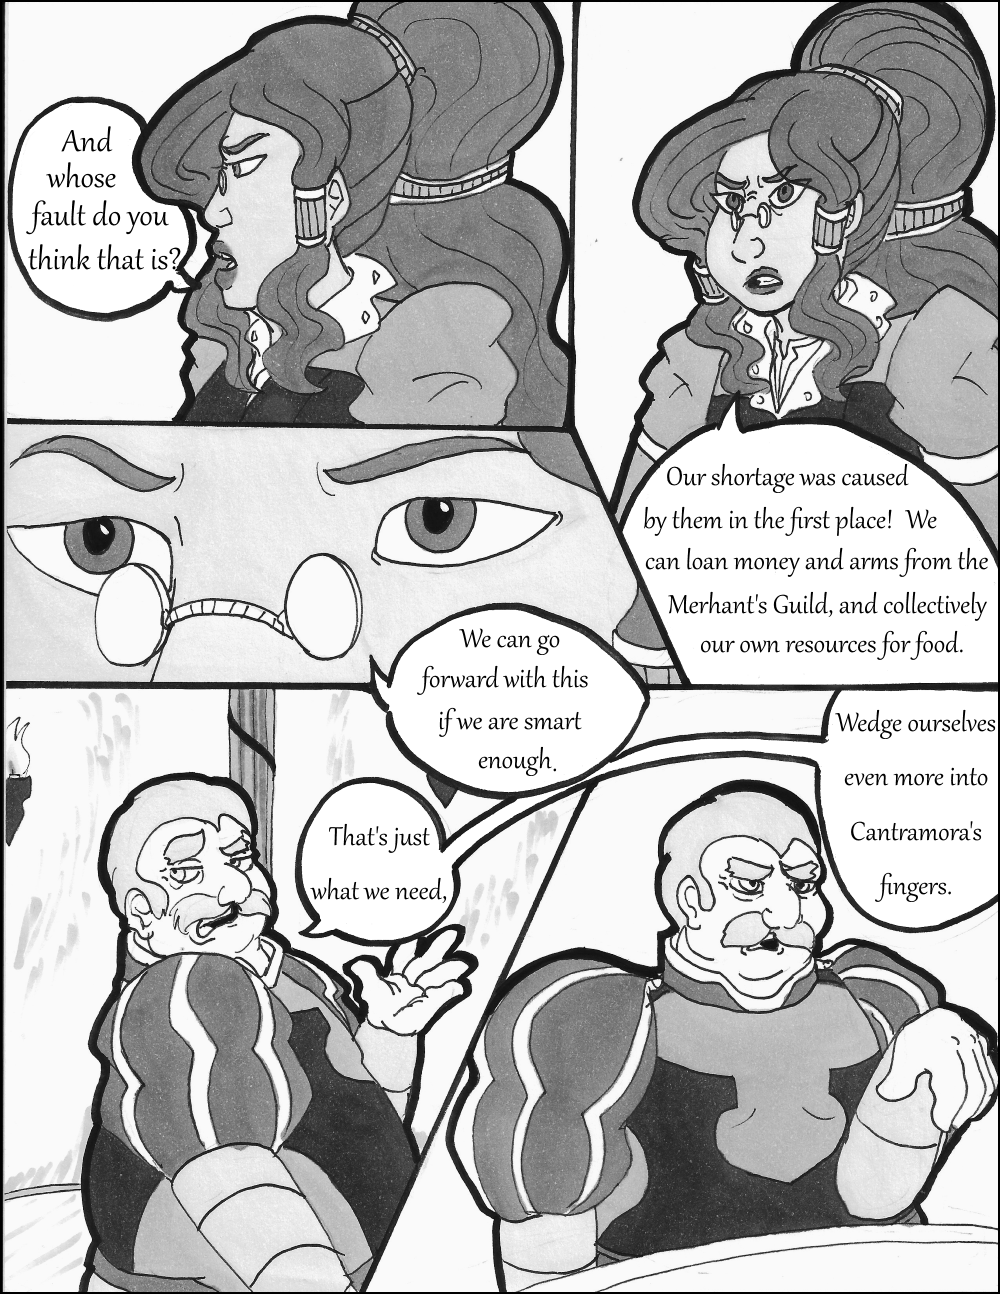 And
whose
fault do you
think that is?
Our shortage was caused
by them in the first place! We
can loan money and arms from the
Merhant's Guild, and collectively
our own resources for food.
We can go
forward with this
if we are smart
enough.
That's just
what we need,
Wedge ourselves
even more into
Cantramora's
fingers.